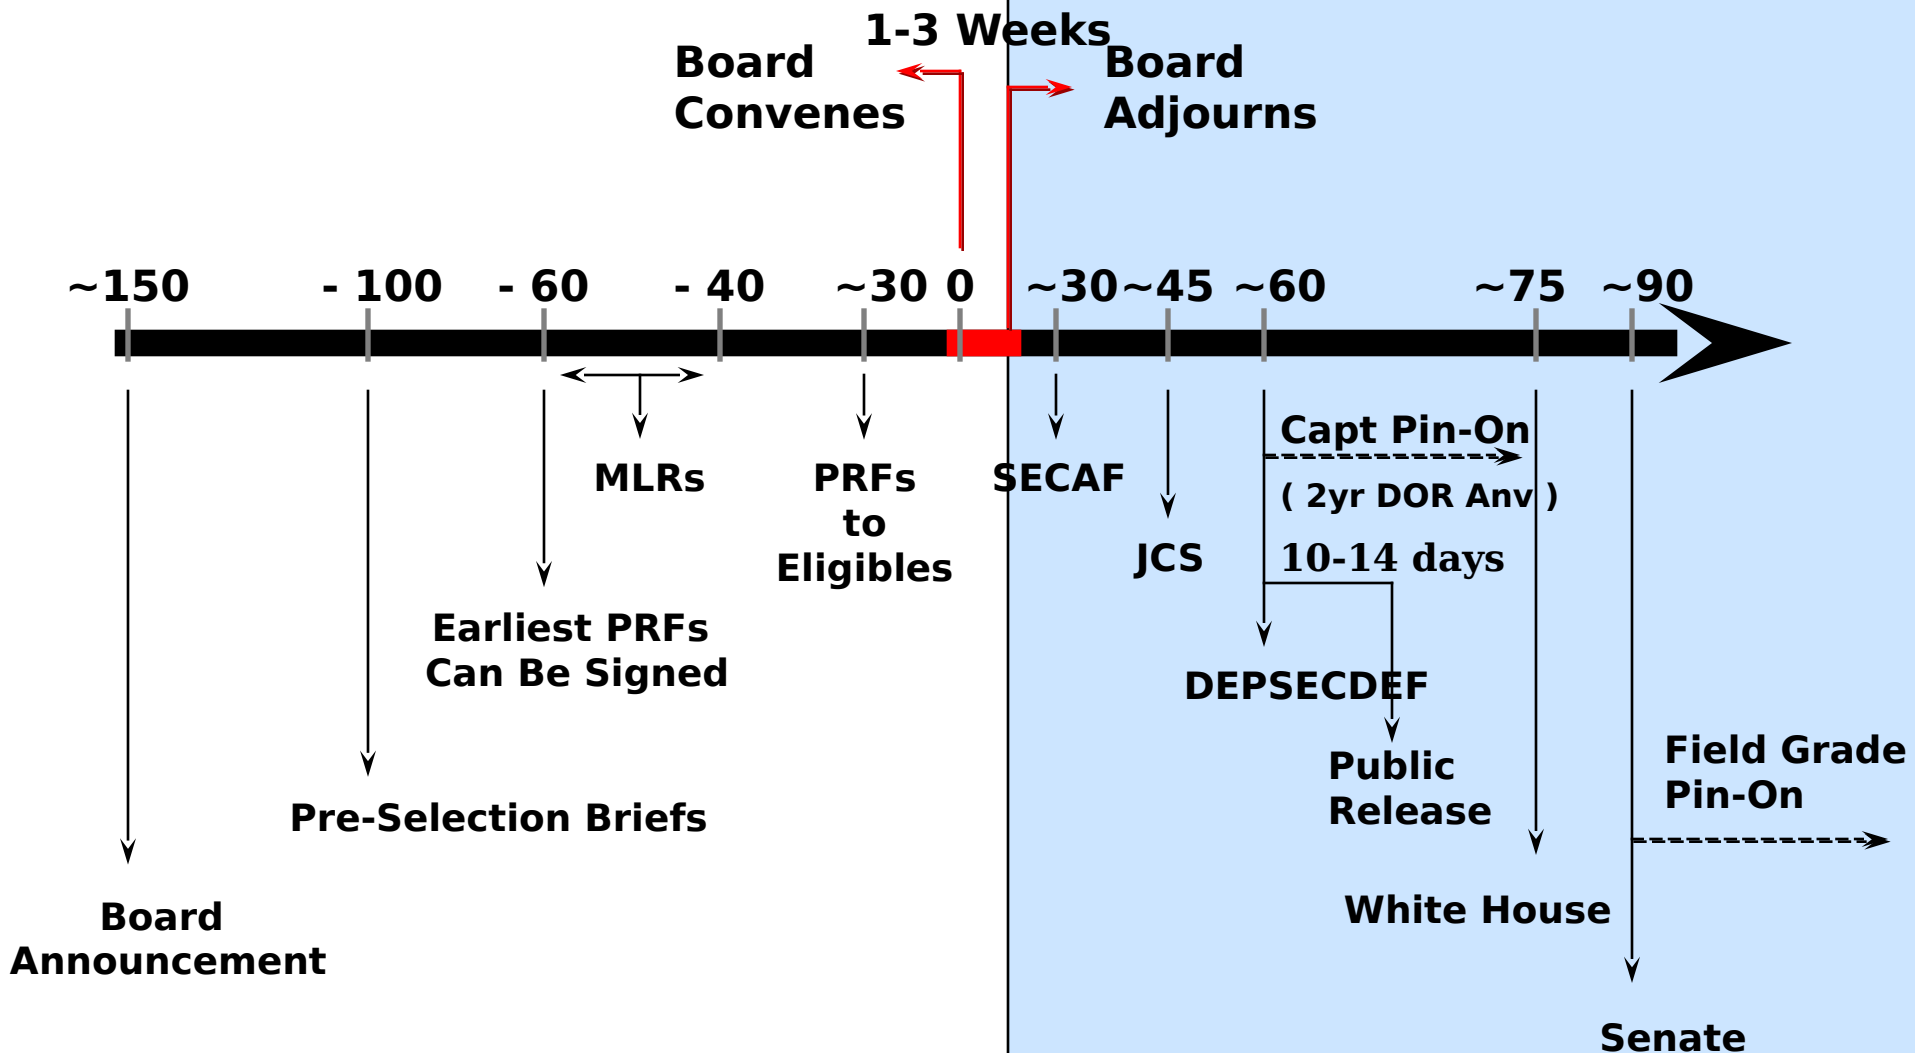 1-3 Weeks
Board
Convenes
Board
Adjourns
~150
- 100
- 60
- 40
~30
0
~30
~45
~60
~75
~90
Capt Pin-On
( 2yr DOR Anv )
MLRs
PRFs
to
Eligibles
SECAF
JCS
10-14 days
Earliest PRFs
Can Be Signed
DEPSECDEF
Public
Release
Field Grade
Pin-On
Pre-Selection Briefs
White House
Board
Announcement
Senate